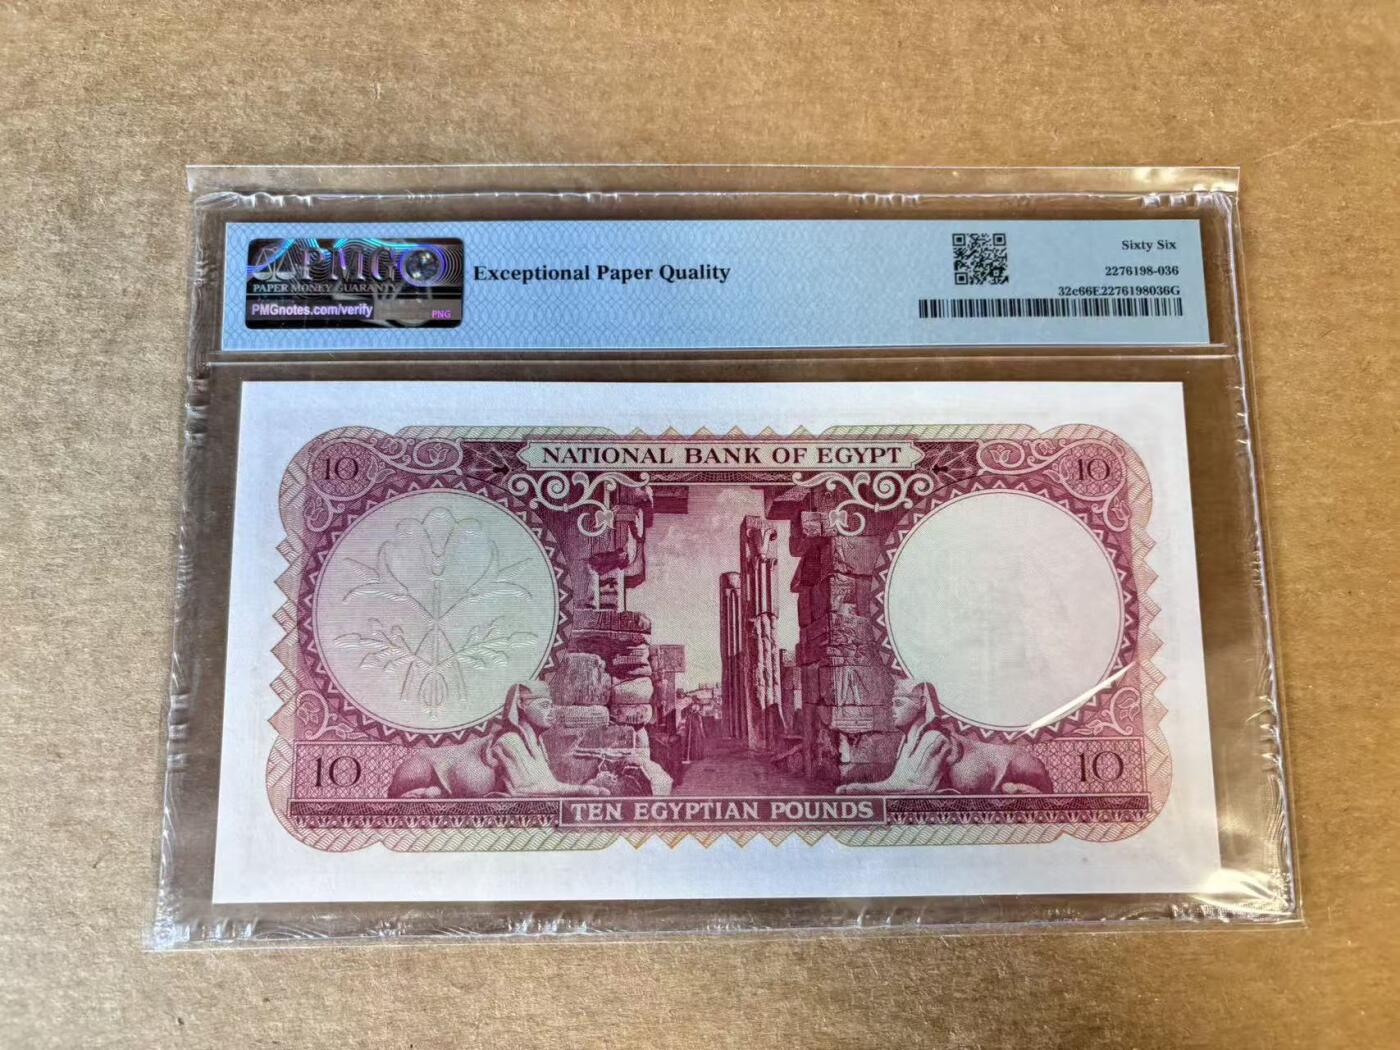 PMG
PAPER MONEY GUARANTY
PMGnotes.com/verify
PNG
Exceptional Paper Quality
Sixty Six
2276198-036
32c66E2276198036G
10
NATIONAL BANK OF EGYPT
10
10
TEN EGYPTIAN POUNDS
10